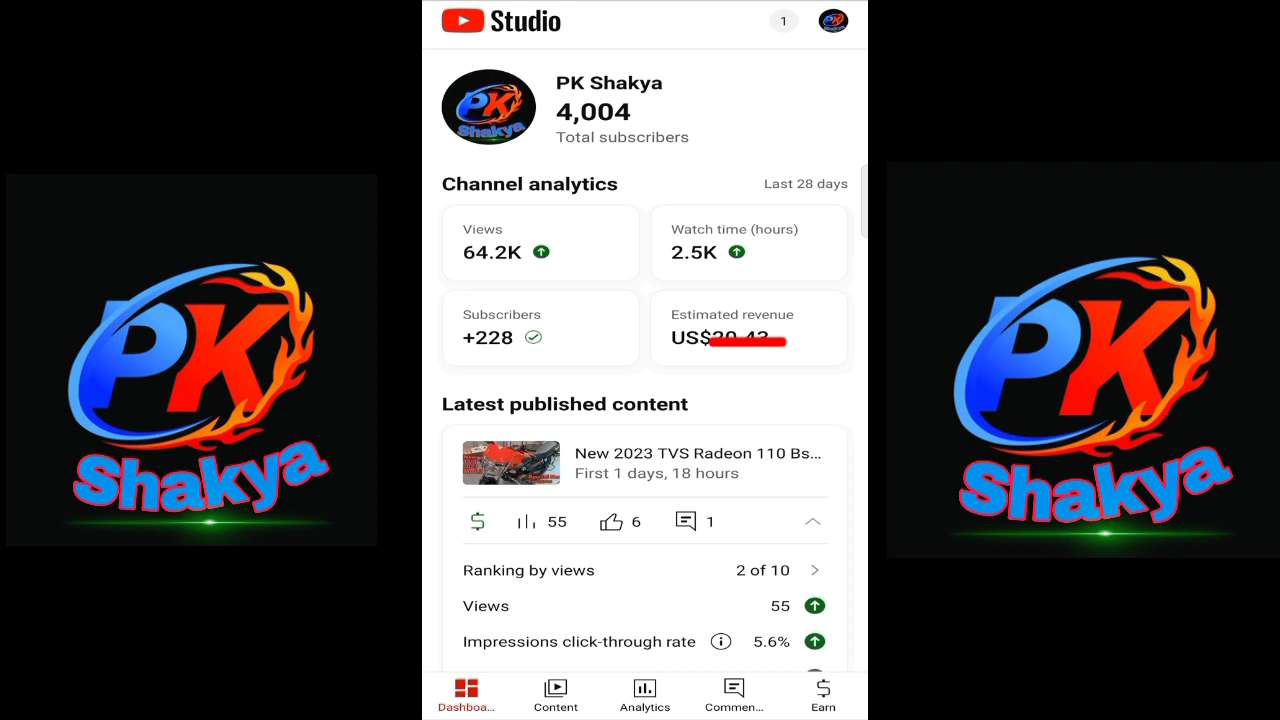 Studio
1
PK
PK Shakya
4,004
Total subscribers
PK
Shakya
Channel analytics
Last 28 days
Views
64.2K
Watch time (hours)
2.5K
Subscribers
+228
Estimated revenue
US$
Latest published content
New 2023 TVS Radeon 110 Bs...
First 1 days, 18 hours
55
6
1
Ranking by views
2 of 10
Views
55
Impressions click-through rate
5.6%
Dashboa...
Content
Analytics
Commen...
Earn
PK
Shakya
PK
Shakya